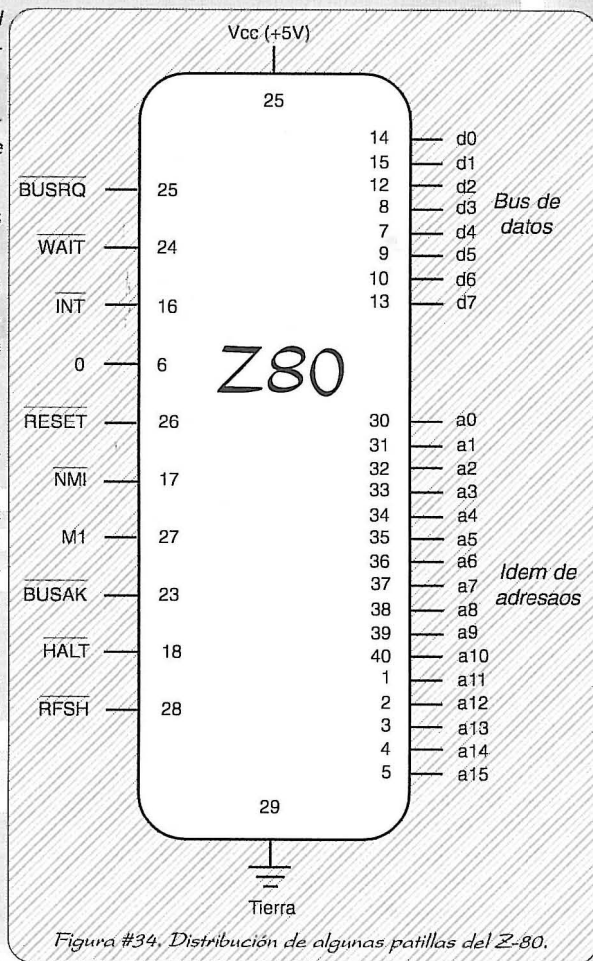 Vcc (+5V)
25
14 d0
15 d1
BUSRQ 25
12 d2
8 d3
Bus de
datos
7 d4
WAIT 24
9 d5
10 d6
INT 16
13 d7
0 6
Z80
RESET 26
30 a0
31 a1
32 a2
NMI 17
33 a3
34 a4
M1 27
35 a5
36 a6
Idem de
adresaos
37 a7
BUSAK 23
38 a8
39 a9
HALT 18
40 a10
1 a11
RFSH 28
2 a12
3 a13
4 a14
5 a15
29
Tierra
Figura #34. Distribución de algunas patillas del Z-80.